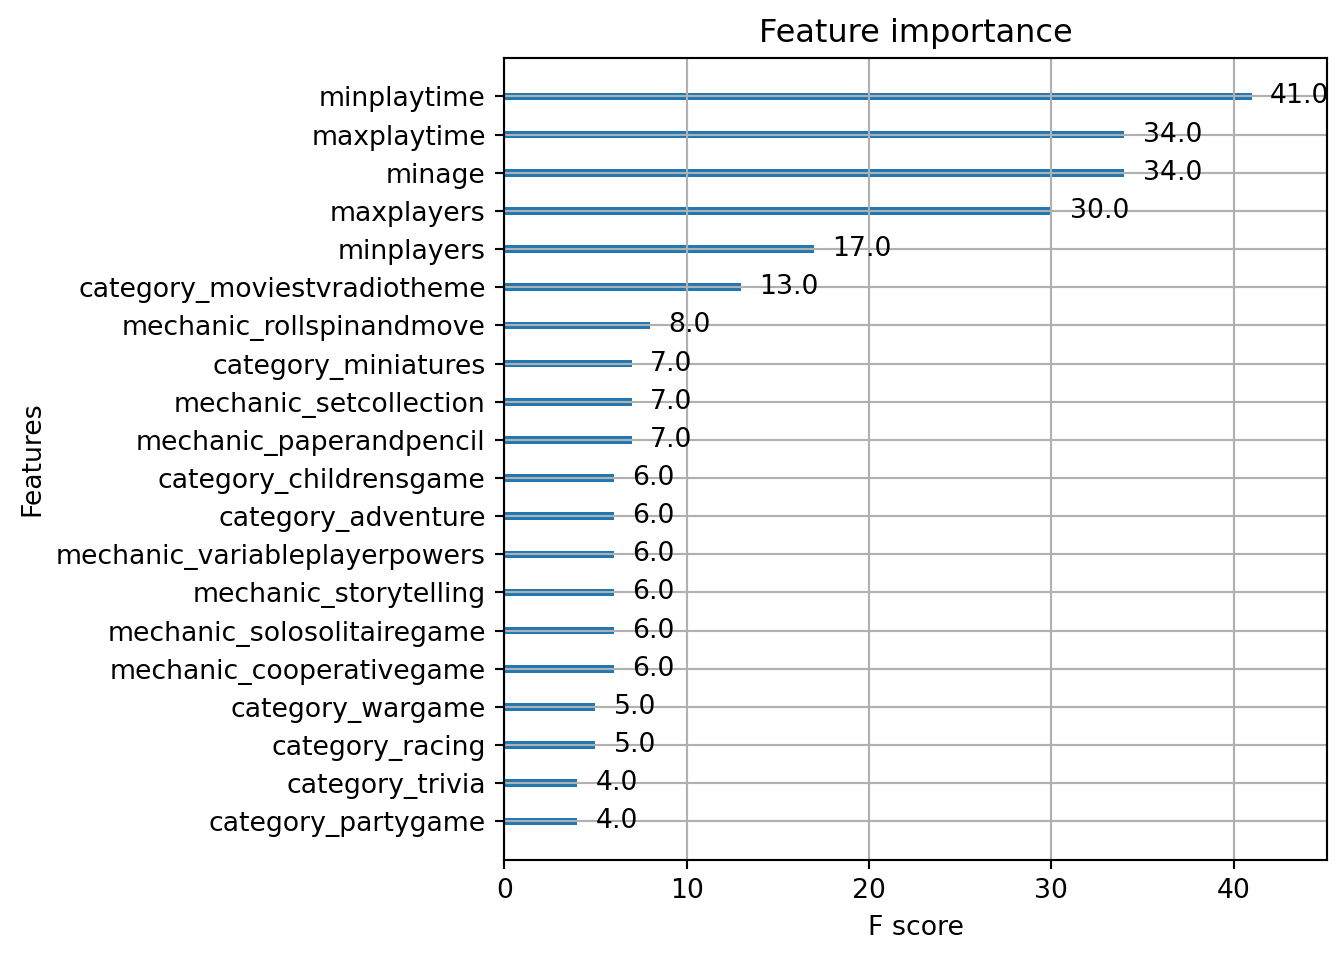 Feature importance
minplaytime 41.0
maxplaytime 34.0
minage 34.0
maxplayers 30.0
minplayers 17.0
category_moviestvradiotheme 13.0
mechanic_rollspinandmove 8.0
category_miniatures 7.0
mechanic_setcollection 7.0
mechanic_paperandpencil 7.0
category_childrensgame 6.0
category_adventure 6.0
mechanic_variableplayerpowers 6.0
mechanic_storytelling 6.0
mechanic_solosolitairegame 6.0
mechanic_cooperativegame 6.0
category_wargame 5.0
category_racing 5.0
category_trivia 4.0
category_partygame 4.0
Features
0 10 20 30 40
F score